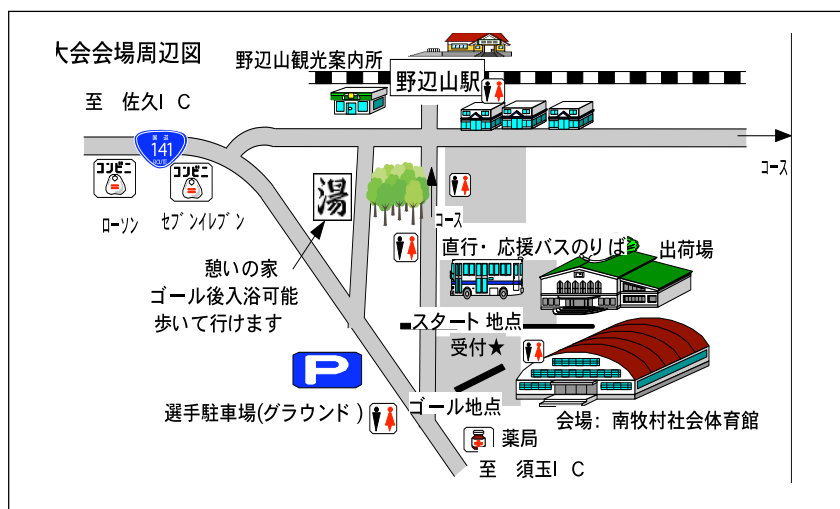 大会会場周辺図
野辺山観光案内所
野辺山駅
至 佐久I C
国道
141
ROUTE
コンビニ
コンビニ
ローソン
セブンイレブン
湯
コース
コース
直行・応援バスのりば
出荷場
憩いの家
ゴール後入浴可能
歩いて行けます
スタート地点
受付★
P
ゴール地点
選手駐車場(グラウンド)
会場: 南牧村社会体育館
薬局
至 須玉I C